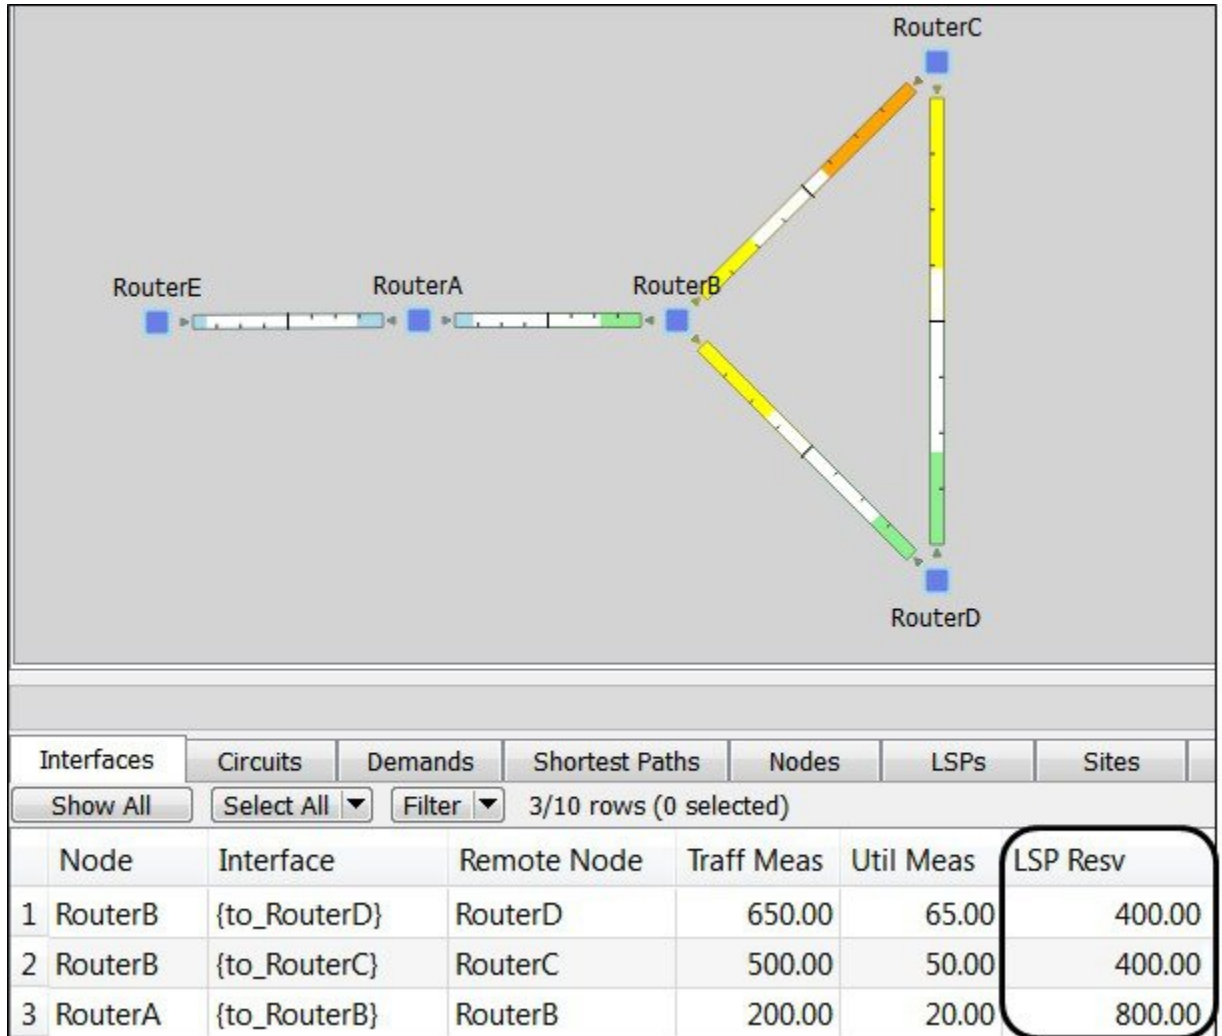 RouterC
RouterE RouterA RouterB
RouterD
Interfaces Circuits Demands Shortest Paths Nodes LSPs Sites
Show All Select All Filter 3/10 rows (0 selected)
Node Interface Remote Node Traff Meas Util Meas LSP Resv
1 RouterB {to_RouterD} RouterD 650.00 65.00 400.00
2 RouterB {to_RouterC} RouterC 500.00 50.00 400.00
3 RouterA {to_RouterB} RouterB 200.00 20.00 800.00